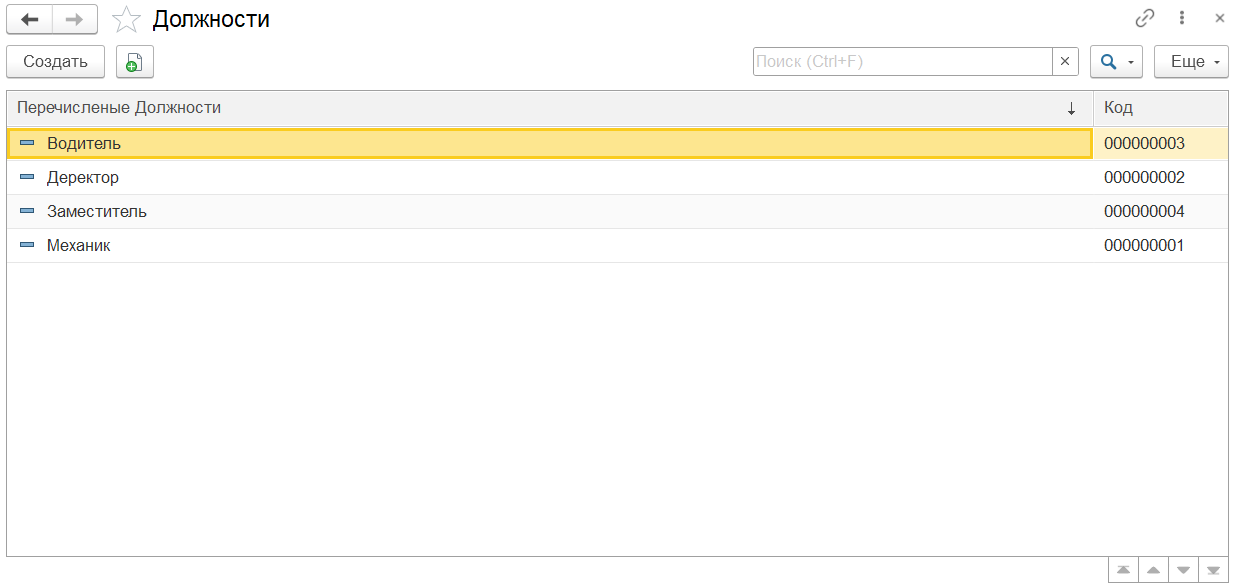 Должности
Создать
Поиск (Ctrl+F)
Еще
Перечисленые Должности
Код
Водитель 000000003
Деректор 000000002
Заместитель 000000004
Механик 000000001